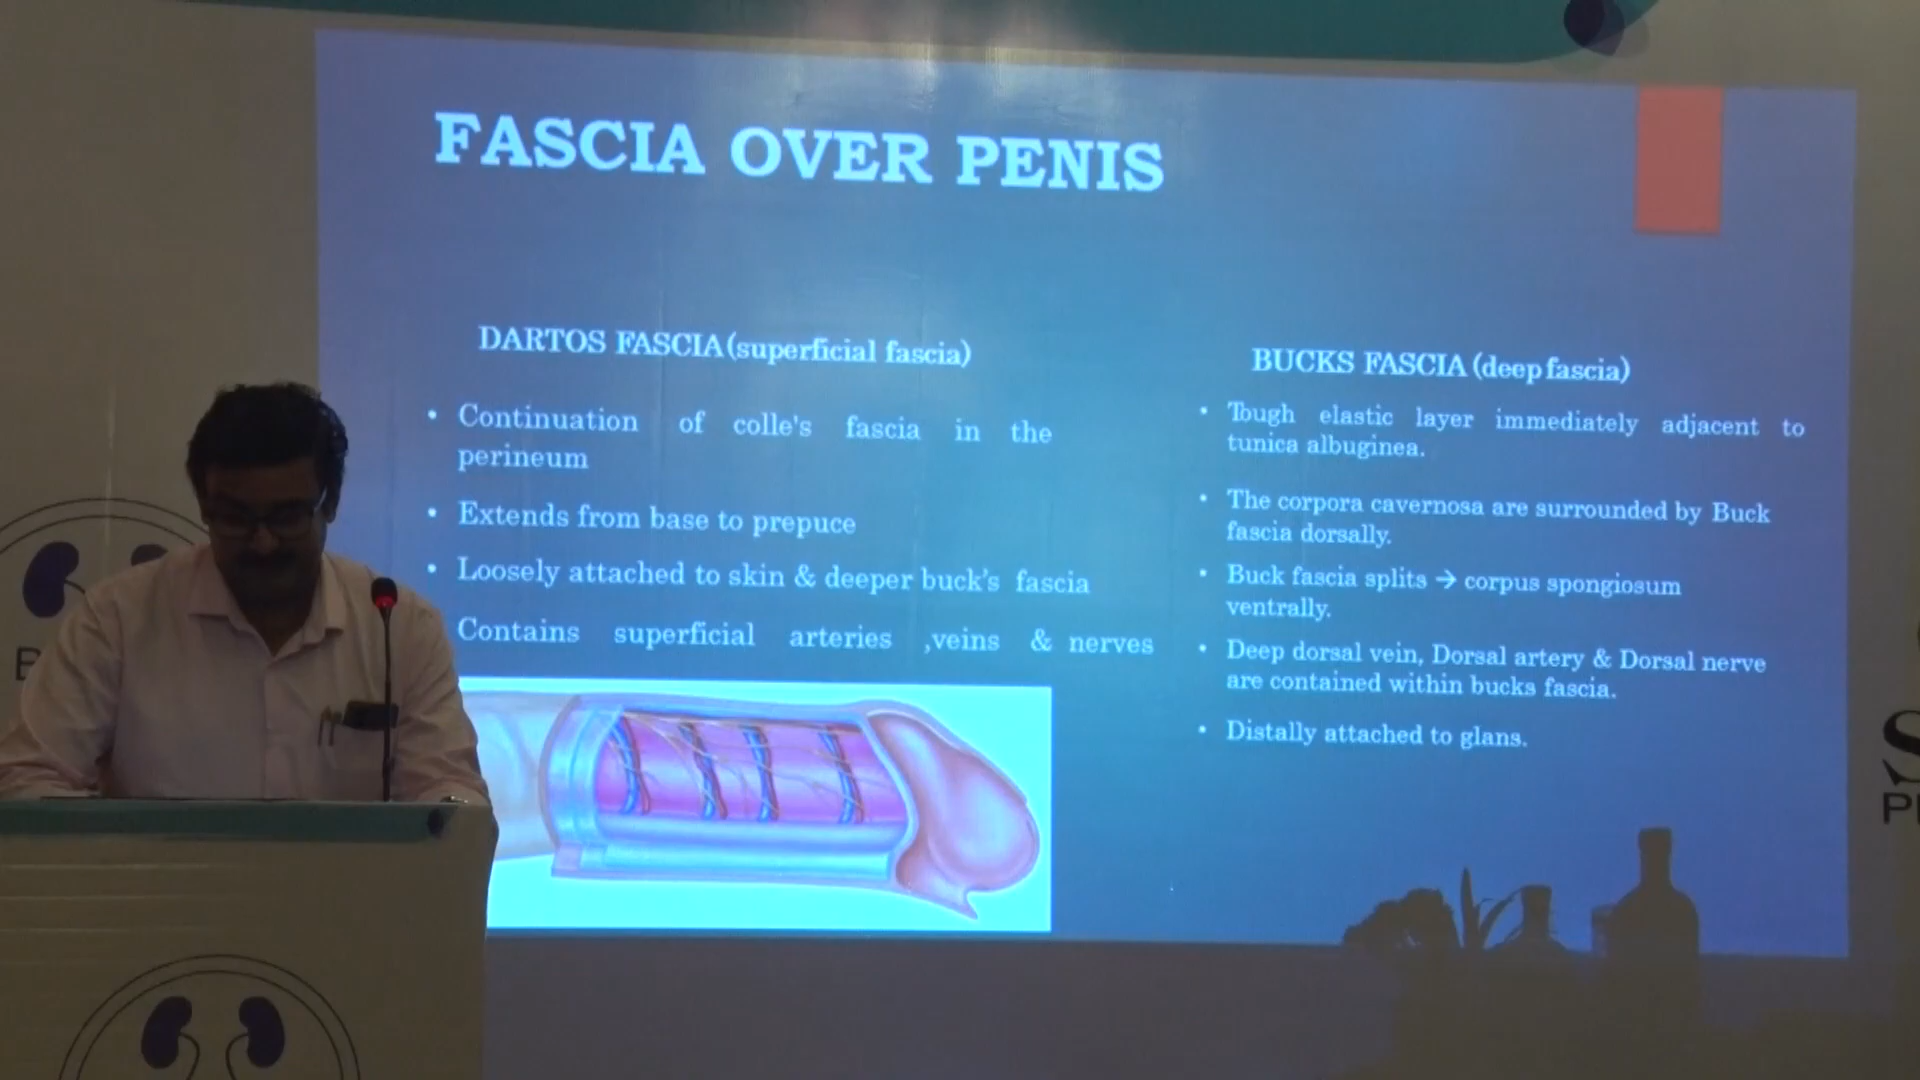 FASCIA OVER PENIS
DARTOS FASCIA (superficial fascia)
• Continuation of colle's fascia in the
perineum
• Extends from base to prepuce
• Loosely attached to skin & deeper buck's fascia
Contains superficial arteries ,veins & nerves
BUCKS FASCIA (deep fascia)
• Tough elastic layer immediately adjacent to
tunica albuginea.
• The corpora cavernosa are surrounded by Buck
fascia dorsally.
• Buck fascia splits → corpus spongiosum
ventrally.
• Deep dorsal vein, Dorsal artery & Dorsal nerve
are contained within bucks fascia.
• Distally attached to glans.